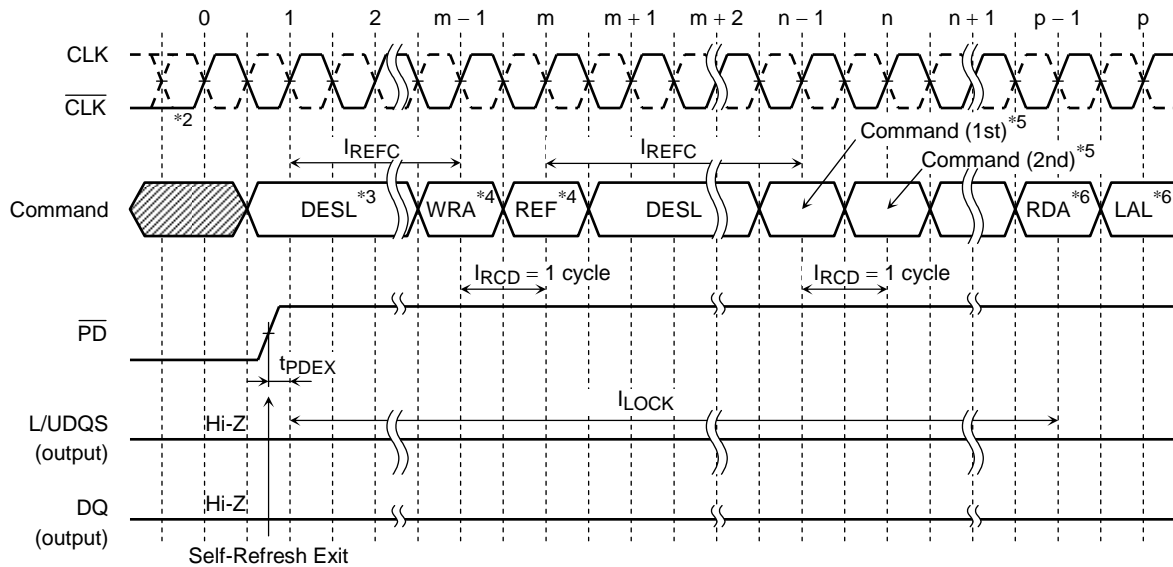 0 1 2 m − 1 m m + 1 m + 2 n − 1 n n + 1 p − 1 p
CLK
CLK
*2
Command (1st)*5
IREFC IREFC
Command (2nd)*5
Command DESL*3 WRA*4 REF*4 DESL RDA*6 LAL*6
IRCD = 1 cycle IRCD = 1 cycle
PD
tPDEX
ILOCK
L/UDQS Hi-Z
(output)
DQ Hi-Z
(output)
Self-Refresh Exit